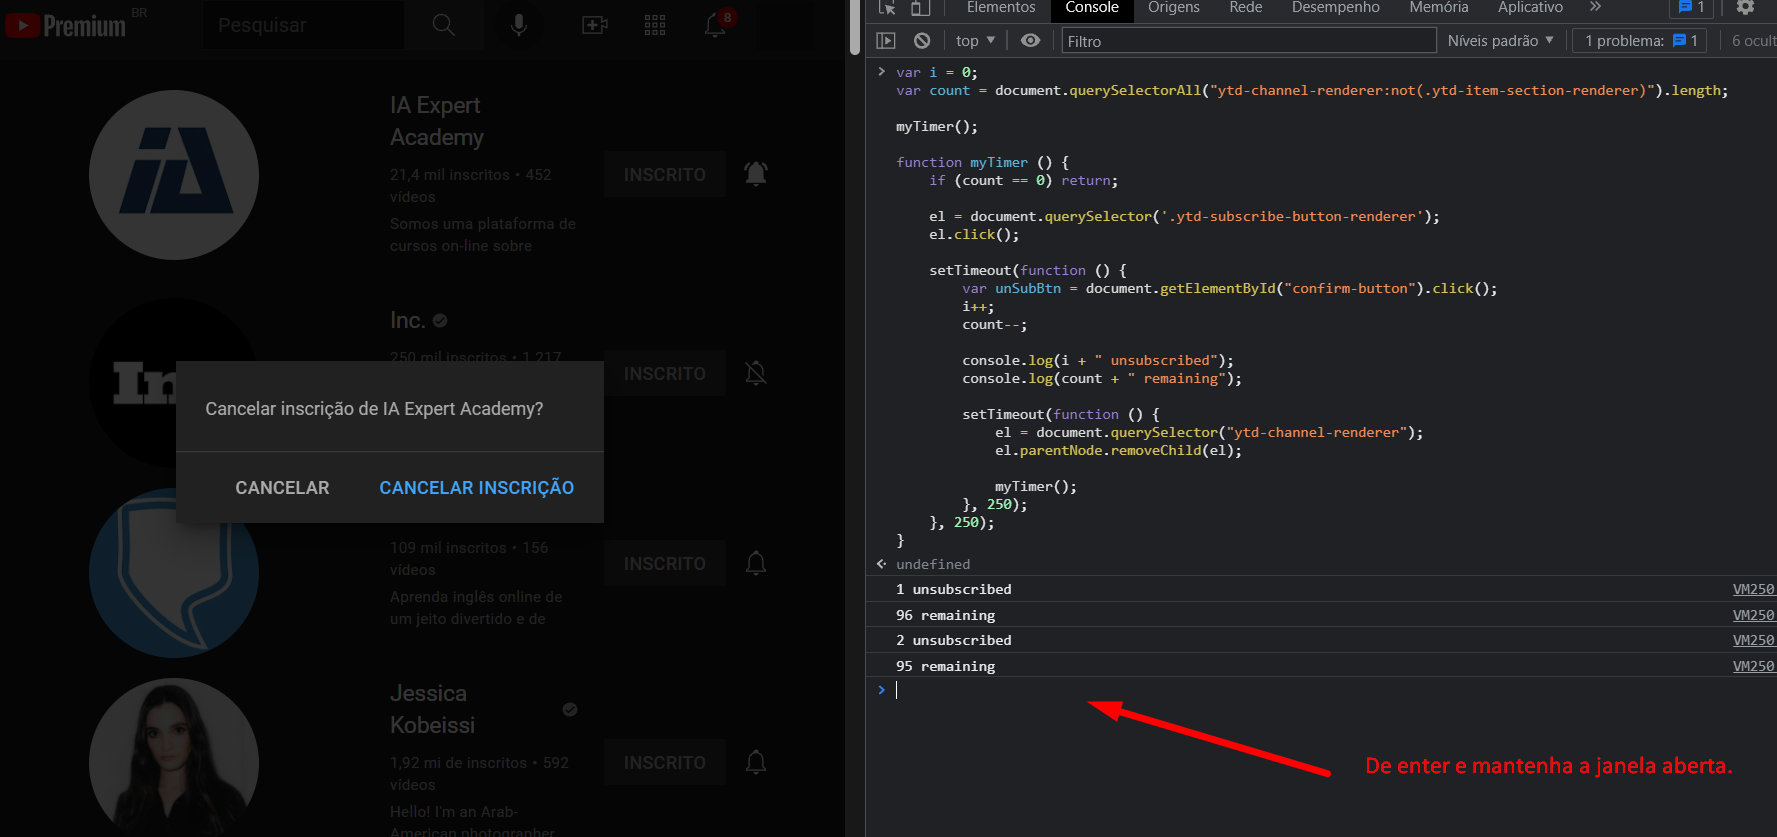 Premium BR
Pesquisar
8
IA Expert
Academy
21,4 mil inscritos • 452
vídeos
Somos uma plataforma de
cursos on-line sobre
INSCRITO
Inc.
250 mil inscritos • 1.217
INSCRITO
Cancelar inscrição de IA Expert Academy?
CANCELAR
CANCELAR INSCRIÇÃO
109 mil inscritos • 156
vídeos
Aprenda inglês online de
um jeito divertido e de
INSCRITO
Jessica
Kobeissi
1,92 mi de inscritos • 592
vídeos
Hello! I'm an Arab-
American photographer
INSCRITO
Elementos Console Origens Rede Desempenho Memória Aplicativo » 1
top ▼ Filtro Níveis padrão ▼ 1 problema: 1 6 ocult
> var i = 0;
var count = document.querySelectorAll("ytd-channel-renderer:not(.ytd-item-section-renderer)").length;
myTimer();
function myTimer () {
if (count == 0) return;
el = document.querySelector('.ytd-subscribe-button-renderer');
el.click();
setTimeout(function () {
var unSubBtn = document.getElementById("confirm-button").click();
i++;
count--;
console.log(i + " unsubscribed");
console.log(count + " remaining");
setTimeout(function () {
el = document.querySelector("ytd-channel-renderer");
el.parentNode.removeChild(el);
myTimer();
}, 250);
}, 250);
}
undefined
1 unsubscribed VM250
96 remaining VM250
2 unsubscribed VM250
95 remaining VM250
>
De enter e mantenha a janela aberta.